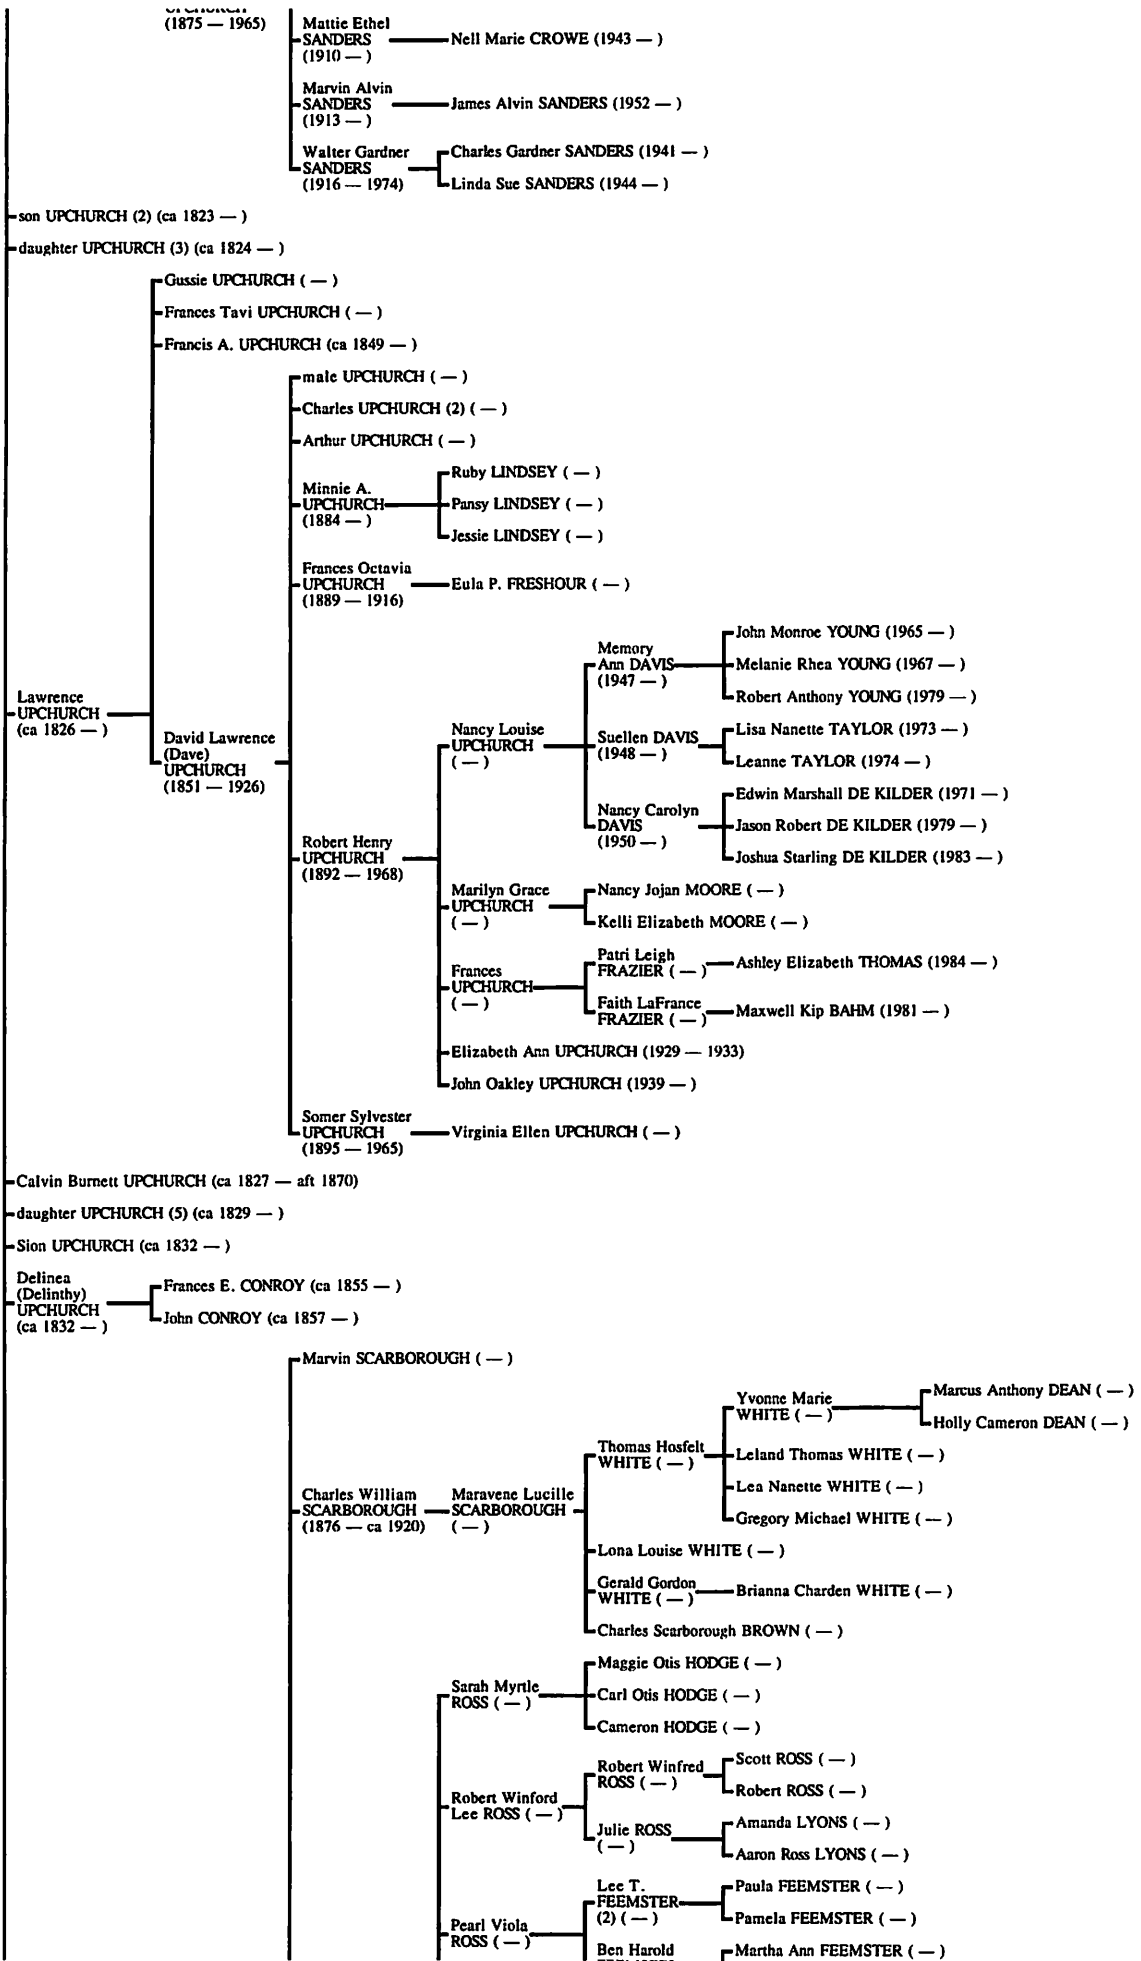 (1875 — 1965)
Mattie Ethel
SANDERS
(1910 — )
Nell Marie CROWE (1943 — )
Marvin Alvin
SANDERS
(1913 — )
James Alvin SANDERS (1952 — )
Walter Gardner
SANDERS
(1916 — 1974)
Charles Gardner SANDERS (1941 — )
Linda Sue SANDERS (1944 — )
son UPCHURCH (2) (ca 1823 — )
daughter UPCHURCH (3) (ca 1824 — )
Gussie UPCHURCH ( — )
Frances Tavi UPCHURCH ( — )
Francis A. UPCHURCH (ca 1849 — )
male UPCHURCH ( — )
Charles UPCHURCH (2) ( — )
Arthur UPCHURCH ( — )
Minnie A.
UPCHURCH
(1884 — )
Ruby LINDSEY ( — )
Pansy LINDSEY ( — )
Jessie LINDSEY ( — )
Frances Octavia
UPCHURCH
(1889 — 1916)
Eula P. FRESHOUR ( — )
Lawrence
UPCHURCH
(ca 1826 — )
David Lawrence
(Dave)
UPCHURCH
(1851 — 1926)
Robert Henry
UPCHURCH
(1892 — 1968)
Nancy Louise
UPCHURCH
( — )
Memory
Ann DAVIS
(1947 — )
John Monroe YOUNG (1965 — )
Melanie Rhea YOUNG (1967 — )
Robert Anthony YOUNG (1979 — )
Suellen DAVIS
(1948 — )
Lisa Nanette TAYLOR (1973 — )
Leanne TAYLOR (1974 — )
Nancy Carolyn
DAVIS
(1950 — )
Edwin Marshall DE KILDER (1971 — )
Jason Robert DE KILDER (1979 — )
Joshua Starling DE KILDER (1983 — )
Marilyn Grace
UPCHURCH
( — )
Nancy Jojan MOORE ( — )
Kelli Elizabeth MOORE ( — )
Frances
UPCHURCH
( — )
Patri Leigh
FRAZIER ( — )
Ashley Elizabeth THOMAS (1984 — )
Faith LaFrance
FRAZIER ( — )
Maxwell Kip BAHM (1981 — )
Elizabeth Ann UPCHURCH (1929 — 1933)
John Oakley UPCHURCH (1939 — )
Somer Sylvester
UPCHURCH
(1895 — 1965)
Virginia Ellen UPCHURCH ( — )
Calvin Burnett UPCHURCH (ca 1827 — aft 1870)
daughter UPCHURCH (5) (ca 1829 — )
Sion UPCHURCH (ca 1832 — )
Delinea
(Delinthy)
UPCHURCH
(ca 1832 — )
Frances E. CONROY (ca 1855 — )
John CONROY (ca 1857 — )
Marvin SCARBOROUGH ( — )
Charles William
SCARBOROUGH
(1876 — ca 1920)
Maravene Lucille
SCARBOROUGH
( — )
Thomas Hosfelt
WHITE ( — )
Yvonne Marie
WHITE ( — )
Marcus Anthony DEAN ( — )
Holly Cameron DEAN ( — )
Leland Thomas WHITE ( — )
Lea Nanette WHITE ( — )
Gregory Michael WHITE ( — )
Lona Louise WHITE ( — )
Gerald Gordon
WHITE ( — )
Brianna Charden WHITE ( — )
Charles Scarborough BROWN ( — )
Sarah Myrtle
ROSS ( — )
Maggie Otis HODGE ( — )
Carl Otis HODGE ( — )
Cameron HODGE ( — )
Robert Winford
Lee ROSS ( — )
Robert Winfred
ROSS ( — )
Scott ROSS ( — )
Robert ROSS ( — )
Julie ROSS
( — )
Amanda LYONS ( — )
Aaron Ross LYONS ( — )
Pearl Viola
ROSS ( — )
Lee T.
FEEMSTER
(2) ( — )
Paula FEEMSTER ( — )
Pamela FEEMSTER ( — )
Ben Harold
Martha Ann FEEMSTER ( — )